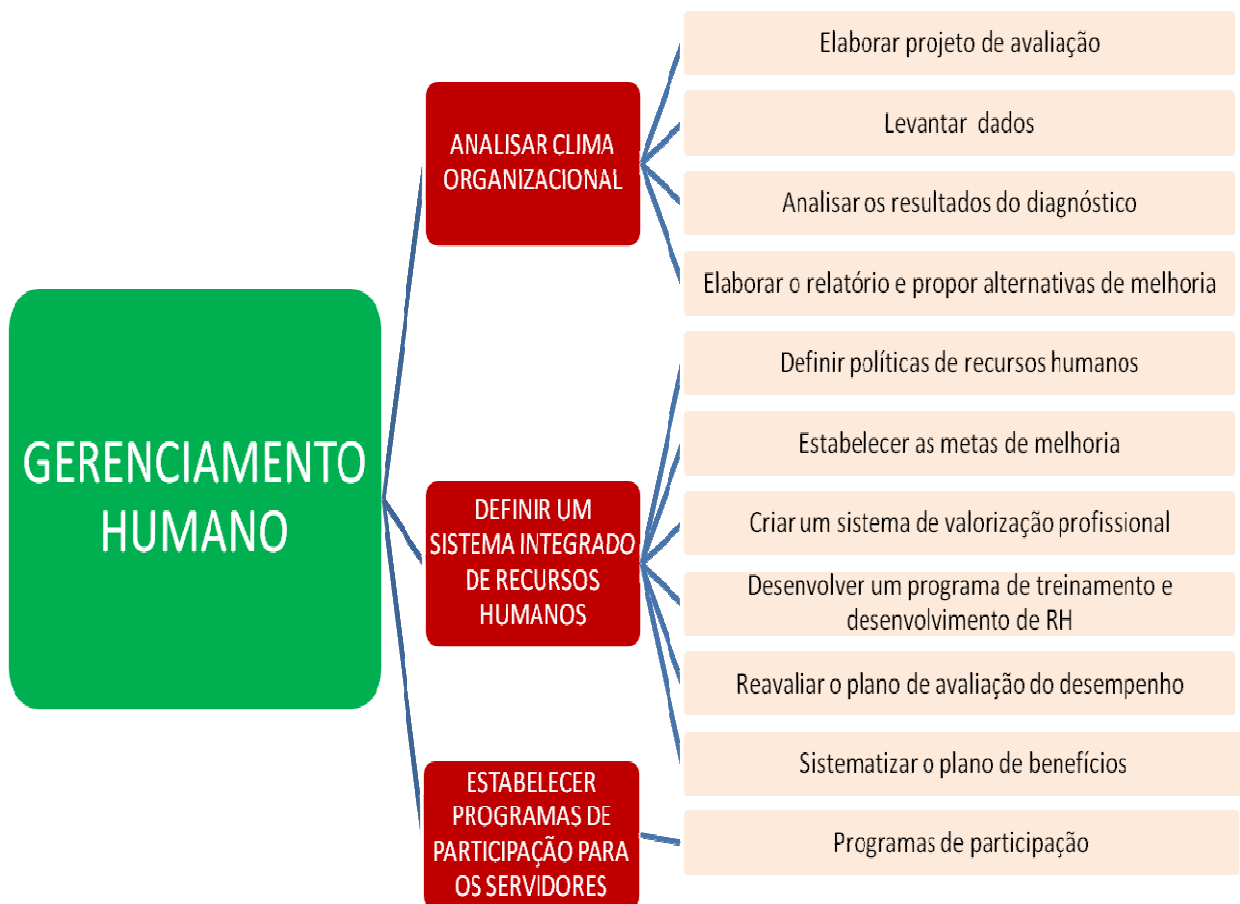 GERENCIAMENTO
HUMANO
ANALISAR CLIMA
ORGANIZACIONAL
Elaborar projeto de avaliação
Levantar dados
Analisar os resultados do diagnóstico
Elaborar o relatório e propor alternativas de melhoria
DEFINIR UM
SISTEMA INTEGRADO
DE RECURSOS
HUMANOS
Definir políticas de recursos humanos
Estabelecer as metas de melhoria
Criar um sistema de valorização profissional
Desenvolver um programa de treinamento e
desenvolvimento de RH
Reavaliar o plano de avaliação do desempenho
Sistematizar o plano de benefícios
ESTABELECER
PROGRAMAS DE
PARTICIPAÇÃO PARA
OS SERVIDORES
Programas de participação